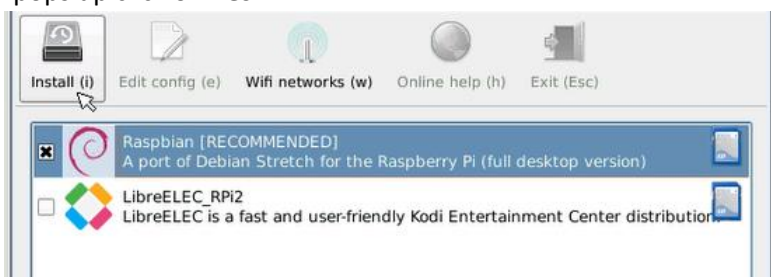 Install (i) Edit config (e) Wifi networks (w) Online help (h) Exit (Esc)
Raspbian [RECOMMENDED]
A port of Debian Stretch for the Raspberry Pi (full desktop version)
LibreELEC_RPi2
LibreELEC is a fast and user-friendly Kodi Entertainment Center distribution.